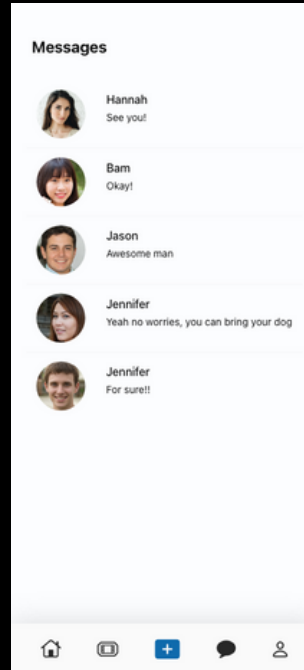 Messages
Hannah
See you!
Bam
Okay!
Jason
Awesome man
Jennifer
Yeah no worries, you can bring your dog
Jennifer
For sure!!